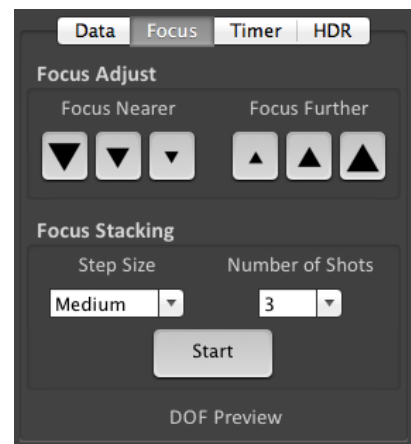 Data Focus Timer HDR
Focus Adjust
Focus Nearer Focus Further
Focus Stacking
Step Size Number of Shots
Medium 3
Start
DOF Preview